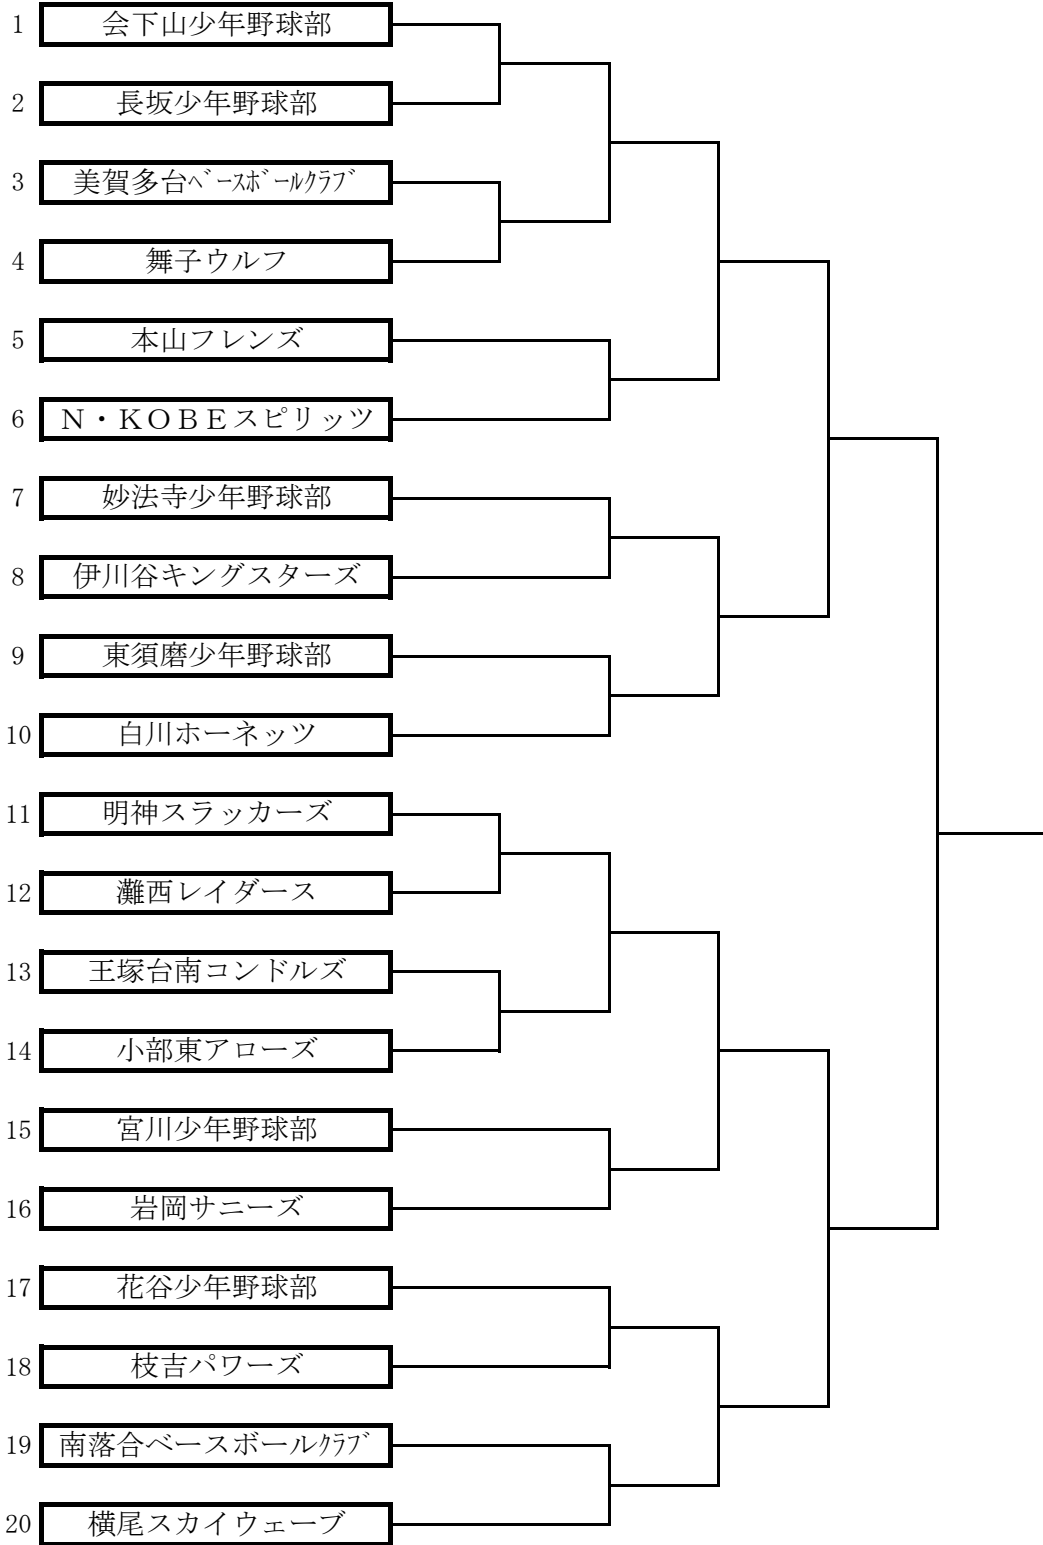 1 会下山少年野球部
2 長坂少年野球部
3 美賀多台ﾍﾞｰｽﾎﾞｰﾙｸﾗﾌﾞ
4 舞子ウルフ
5 本山フレンズ
6 Ｎ・ＫＯＢＥスピリッツ
7 妙法寺少年野球部
8 伊川谷キングスターズ
9 東須磨少年野球部
10 白川ホーネッツ
11 明神スラッカーズ
12 灘西レイダース
13 王塚台南コンドルズ
14 小部東アローズ
15 宮川少年野球部
16 岩岡サニーズ
17 花谷少年野球部
18 枝吉パワーズ
19 南落合ベースボールｸﾗﾌﾞ
20 横尾スカイウェーブ